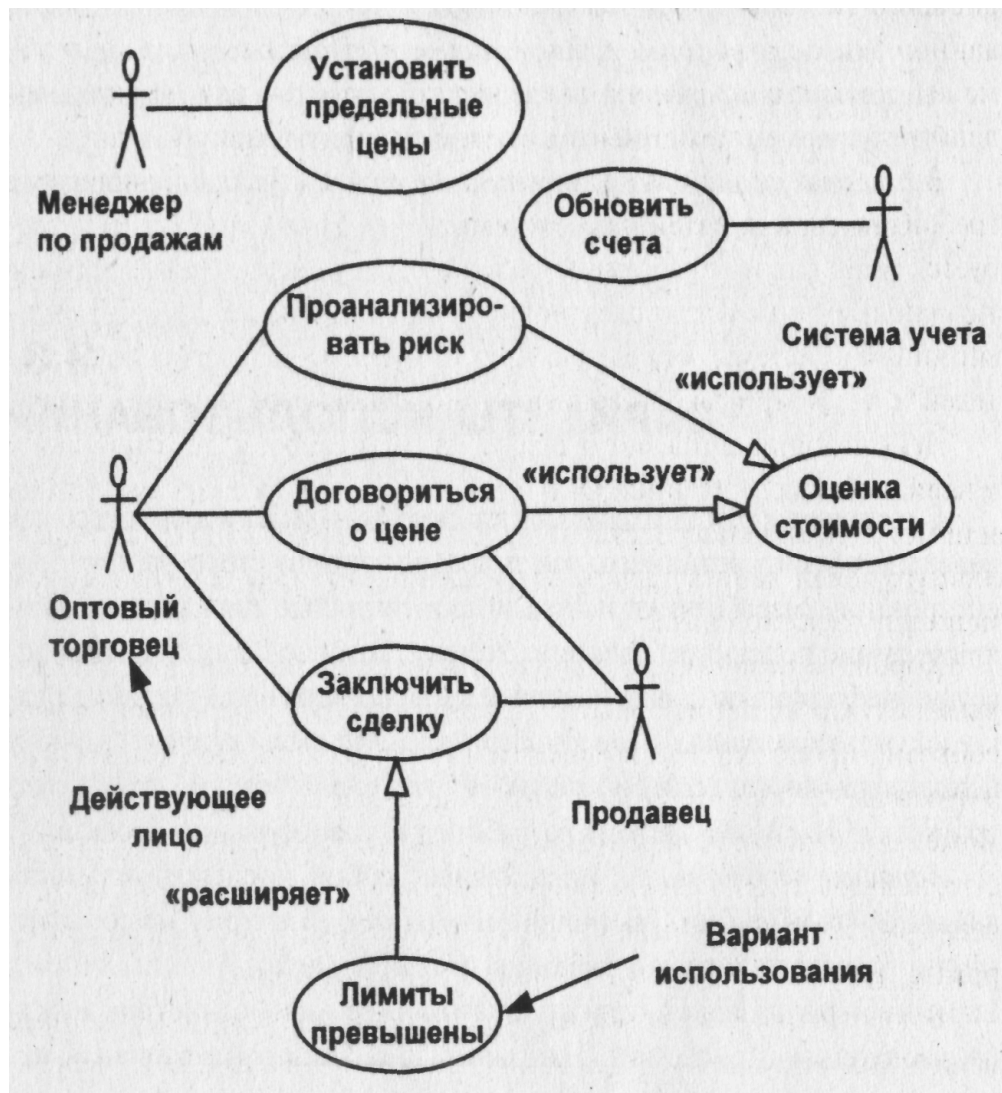 Установить
предельные
цены
Менеджер
по продажам
Обновить
счета
Проанализиро-
вать риск
Система учета
«использует»
«использует»
Договориться
о цене
Оценка
стоимости
Оптовый
торговец
Заключить
сделку
Действующее
лицо
Продавец
«расширяет»
Вариант
использования
Лимиты
превышены